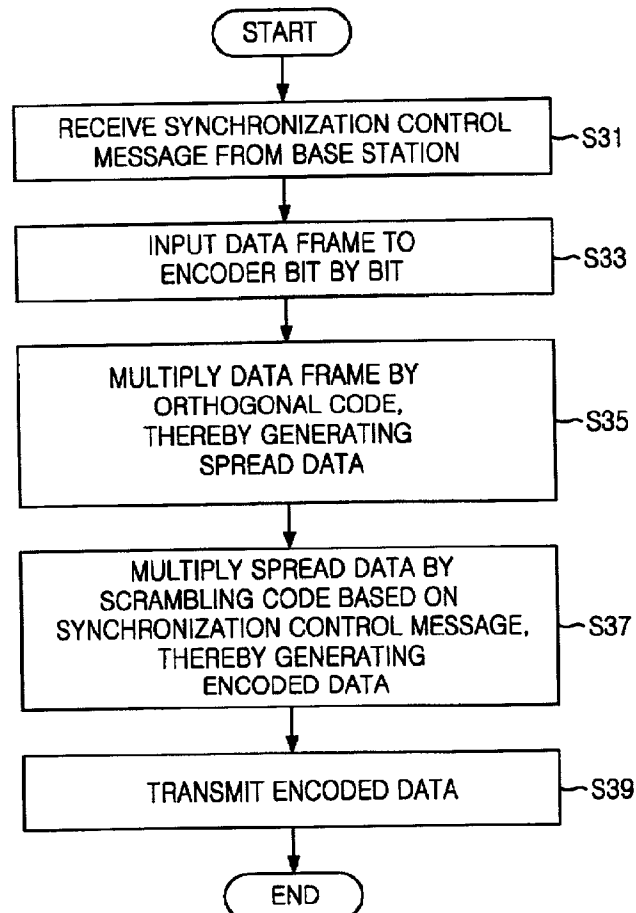 START
RECEIVE SYNCHRONIZATION CONTROL
MESSAGE FROM BASE STATION
S31
INPUT DATA FRAME TO
ENCODER BIT BY BIT
S33
MULTIPLY DATA FRAME BY
ORTHOGONAL CODE,
THEREBY GENERATING
SPREAD DATA
S35
MULTIPLY SPREAD DATA BY
SCRAMBLING CODE BASED ON
SYNCHRONIZATION CONTROL MESSAGE,
THEREBY GENERATING
ENCODED DATA
S37
TRANSMIT ENCODED DATA
S39
END